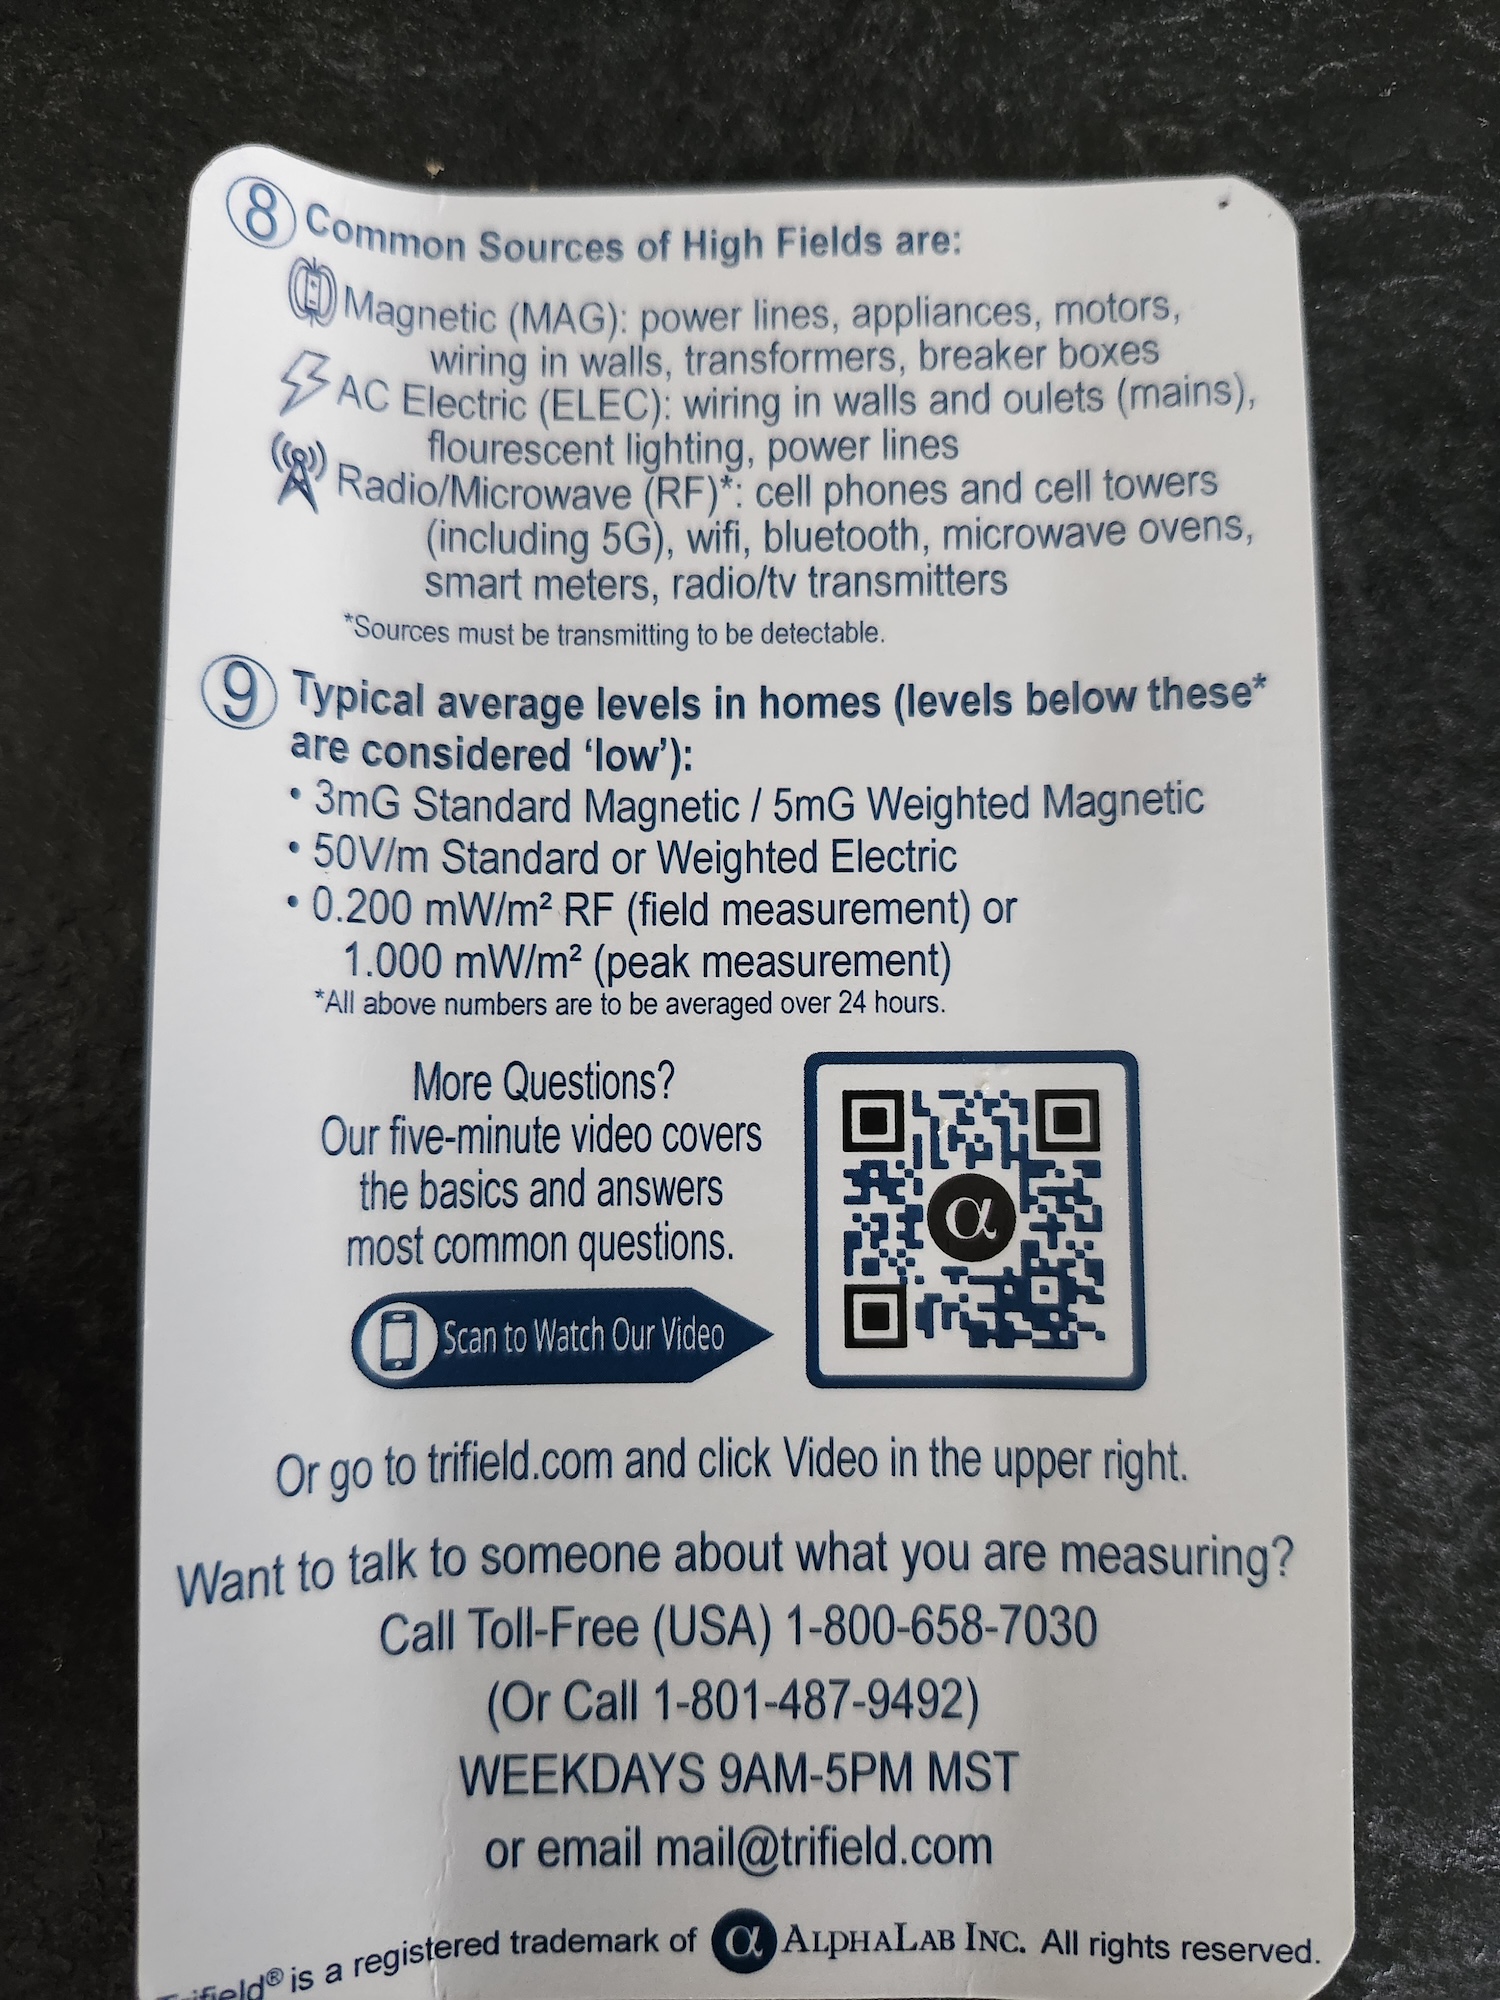 8 Common Sources of High Fields are:
Magnetic (MAG): power lines, appliances, motors,
wiring in walls, transformers, breaker boxes
AC Electric (ELEC): wiring in walls and oulets (mains),
flourescent lighting, power lines
Radio/Microwave (RF)*: cell phones and cell towers
(including 5G), wifi, bluetooth, microwave ovens,
smart meters, radio/tv transmitters
*Sources must be transmitting to be detectable.
9 Typical average levels in homes (levels below these*
are considered ‘low’):
• 3mG Standard Magnetic / 5mG Weighted Magnetic
• 50V/m Standard or Weighted Electric
• 0.200 mW/m² RF (field measurement) or
1.000 mW/m² (peak measurement)
*All above numbers are to be averaged over 24 hours.
More Questions?
Our five-minute video covers
the basics and answers
most common questions.
Scan to Watch Our Video
α
Or go to trifield.com and click Video in the upper right.
Want to talk to someone about what you are measuring?
Call Toll-Free (USA) 1-800-658-7030
(Or Call 1-801-487-9492)
WEEKDAYS 9AM-5PM MST
or email mail@trifield.com
Trifield® is a registered trademark of α ALPHALAB INC. All rights reserved.